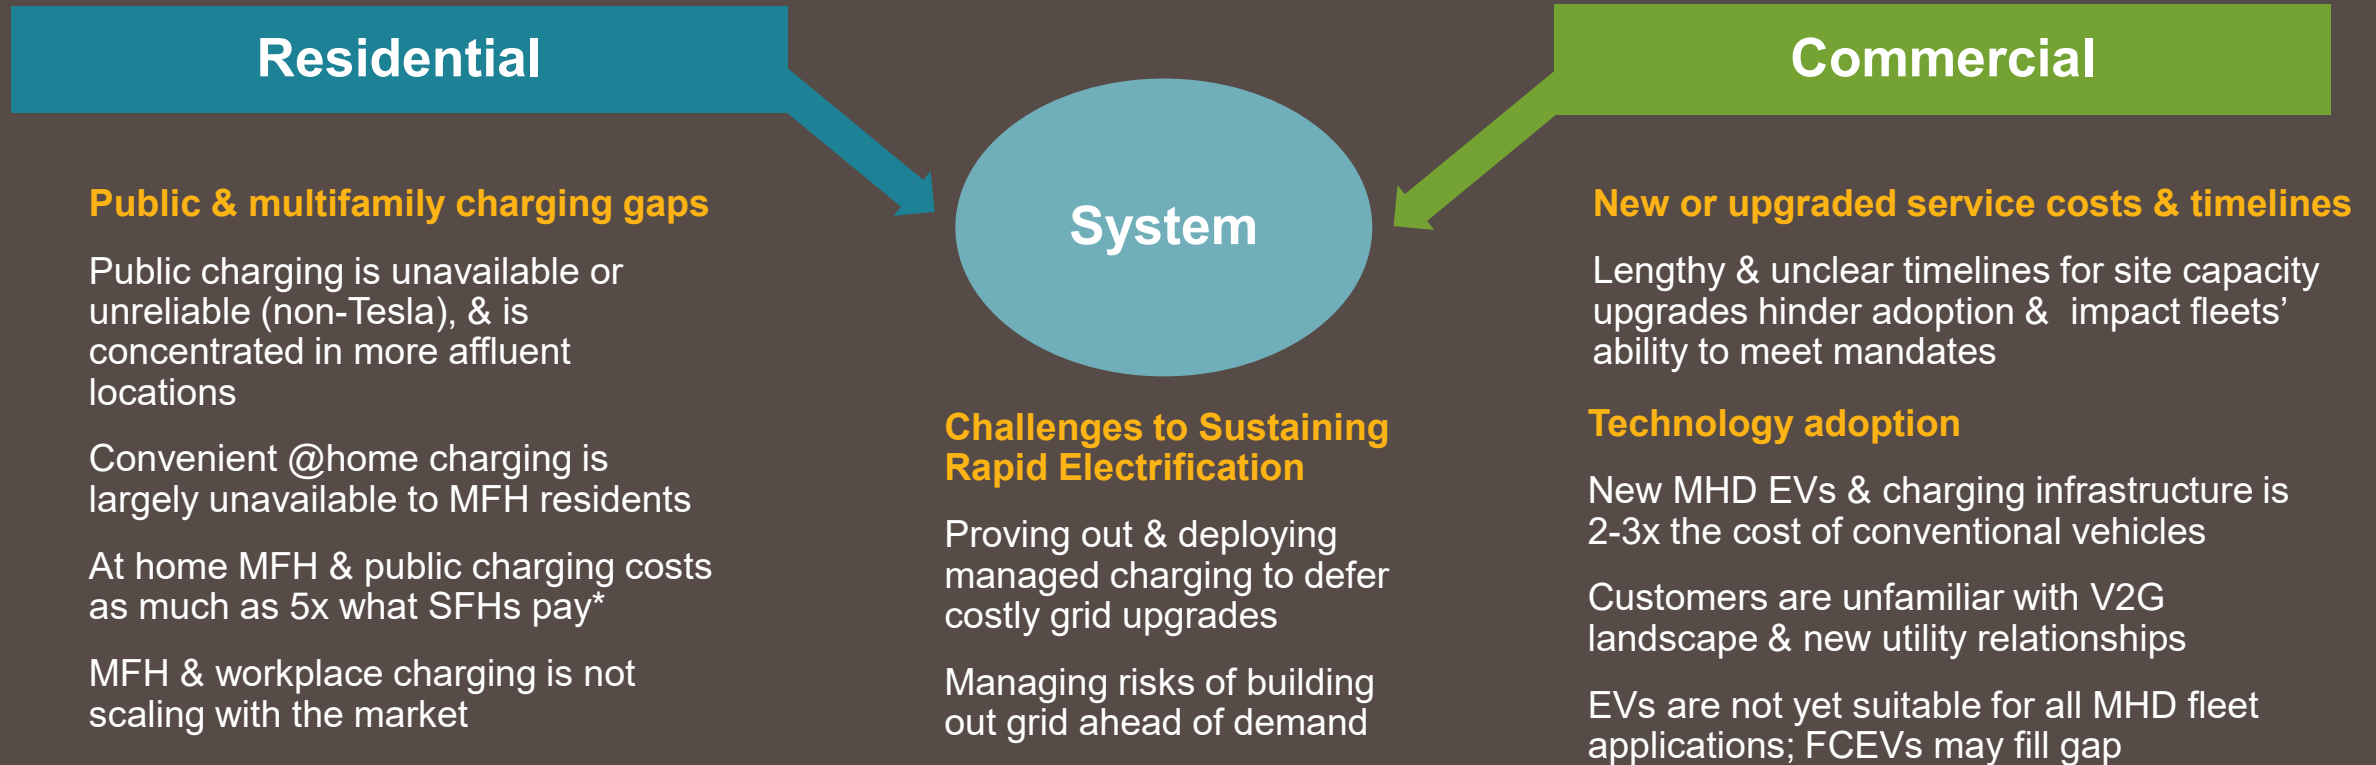 Residential
Public & multifamily charging gaps
Public charging is unavailable or
unreliable (non-Tesla), & is
concentrated in more affluent
locations
Convenient @home charging is
largely unavailable to MFH residents
At home MFH & public charging costs
as much as 5x what SFHs pay*
MFH & workplace charging is not
scaling with the market
System
Challenges to Sustaining
Rapid Electrification
Proving out & deploying
managed charging to defer
costly grid upgrades
Managing risks of building
out grid ahead of demand
Commercial
New or upgraded service costs & timelines
Lengthy & unclear timelines for site capacity
upgrades hinder adoption & impact fleets’
ability to meet mandates
Technology adoption
New MHD EVs & charging infrastructure is
2-3x the cost of conventional vehicles
Customers are unfamiliar with V2G
landscape & new utility relationships
EVs are not yet suitable for all MHD fleet
applications; FCEVs may fill gap